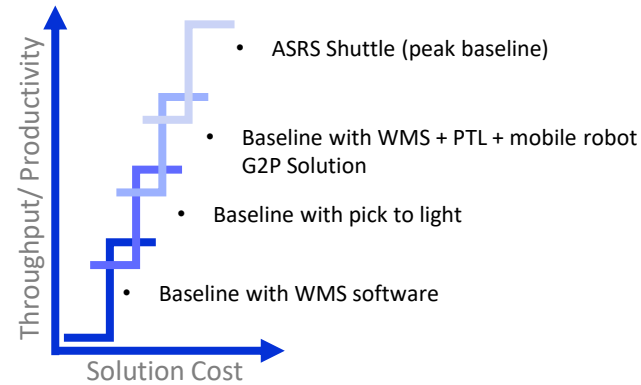 Throughput/ Productivity
• ASRS Shuttle (peak baseline)
• Baseline with WMS + PTL + mobile robot
G2P Solution
• Baseline with pick to light
• Baseline with WMS software
Solution Cost